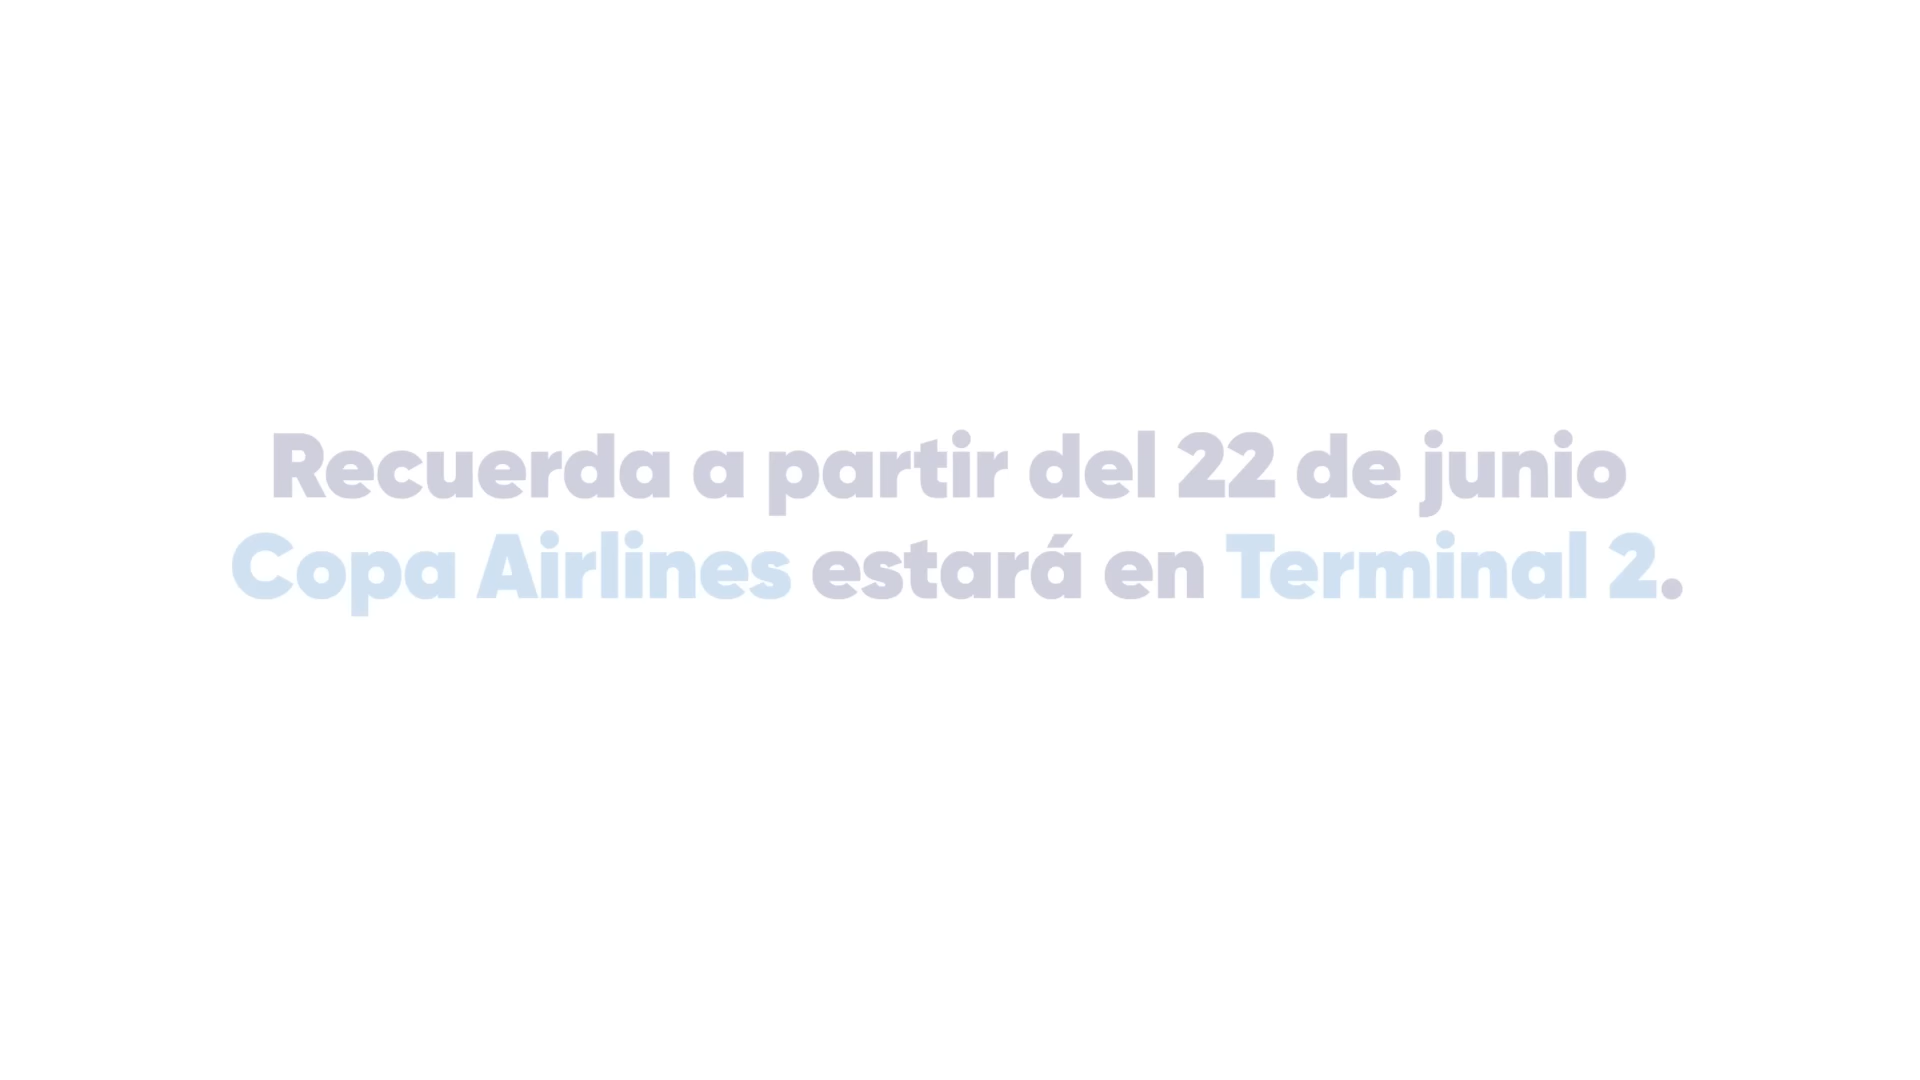 Recuerda a partir del 22 de junio
Copa Airlines estará en Terminal 2.